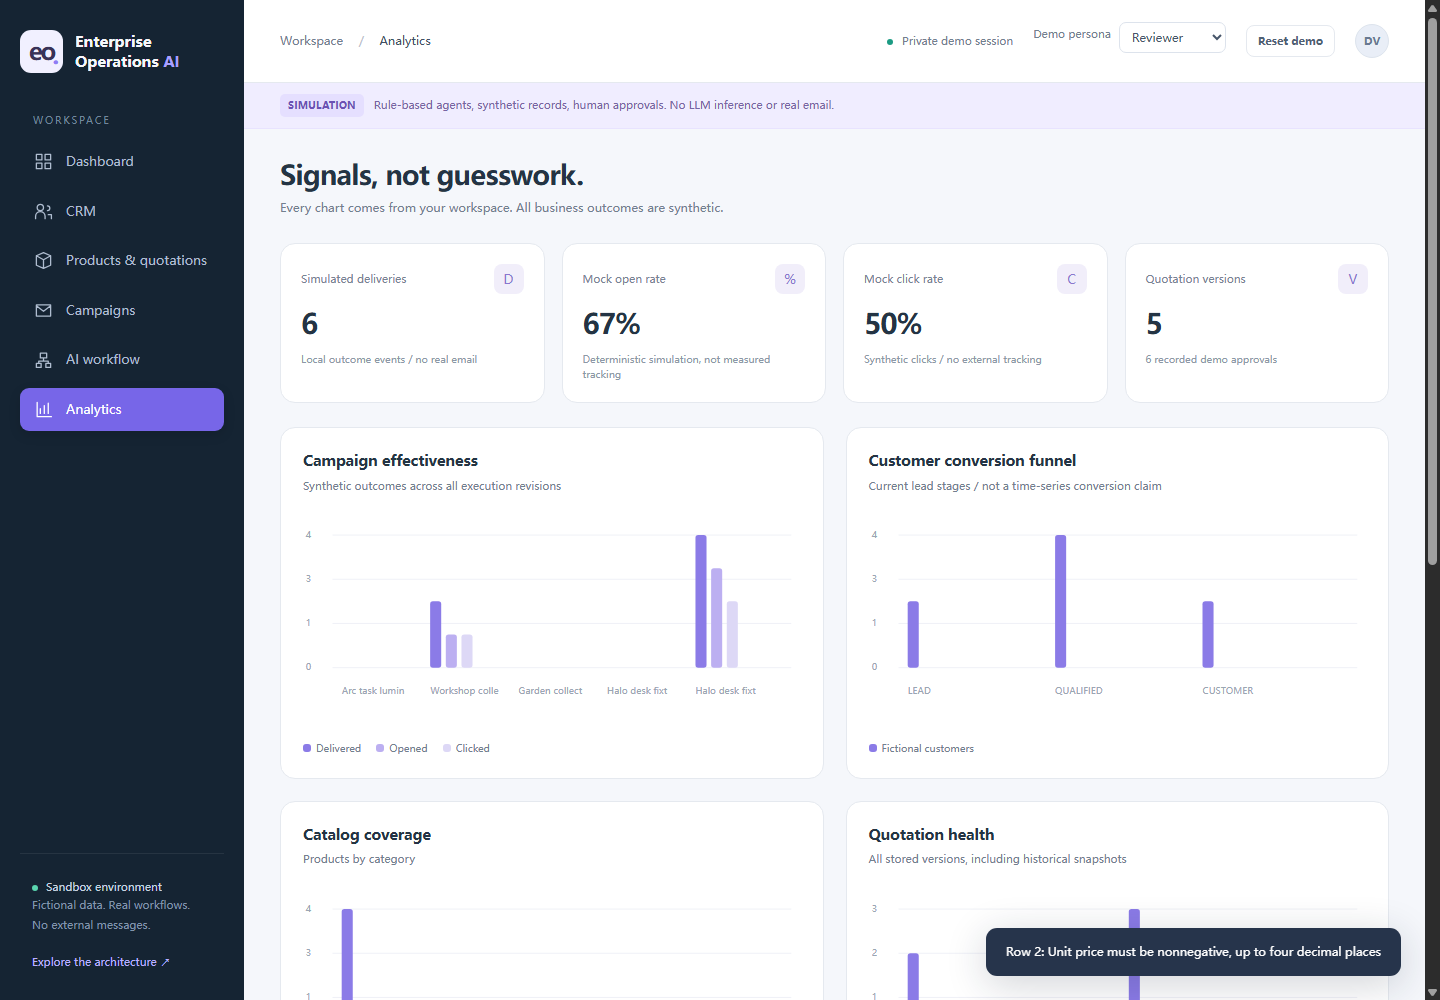 eo.
Enterprise
Operations AI
WORKSPACE
Dashboard
CRM
Products & quotations
Campaigns
AI workflow
Analytics
Sandbox environment
Fictional data. Real workflows.
No external messages.
Explore the architecture ↗
Workspace / Analytics
Private demo session
Demo persona
Reviewer
Reset demo
DV
SIMULATION Rule-based agents, synthetic records, human approvals. No LLM inference or real email.
Signals, not guesswork.
Every chart comes from your workspace. All business outcomes are synthetic.
Simulated deliveries D
6
Local outcome events / no real email
Mock open rate %
67%
Deterministic simulation, not measured
tracking
Mock click rate C
50%
Synthetic clicks / no external tracking
Quotation versions V
5
6 recorded demo approvals
Campaign effectiveness
Synthetic outcomes across all execution revisions
4
3
1
0
Arc task lumin Workshop colle Garden collect Halo desk fixt Halo desk fixt
Delivered Opened Clicked
Customer conversion funnel
Current lead stages / not a time-series conversion claim
4
3
1
0
LEAD QUALIFIED CUSTOMER
Fictional customers
Catalog coverage
Products by category
4
3
1
Quotation health
All stored versions, including historical snapshots
3
2
1
Row 2: Unit price must be nonnegative, up to four decimal places